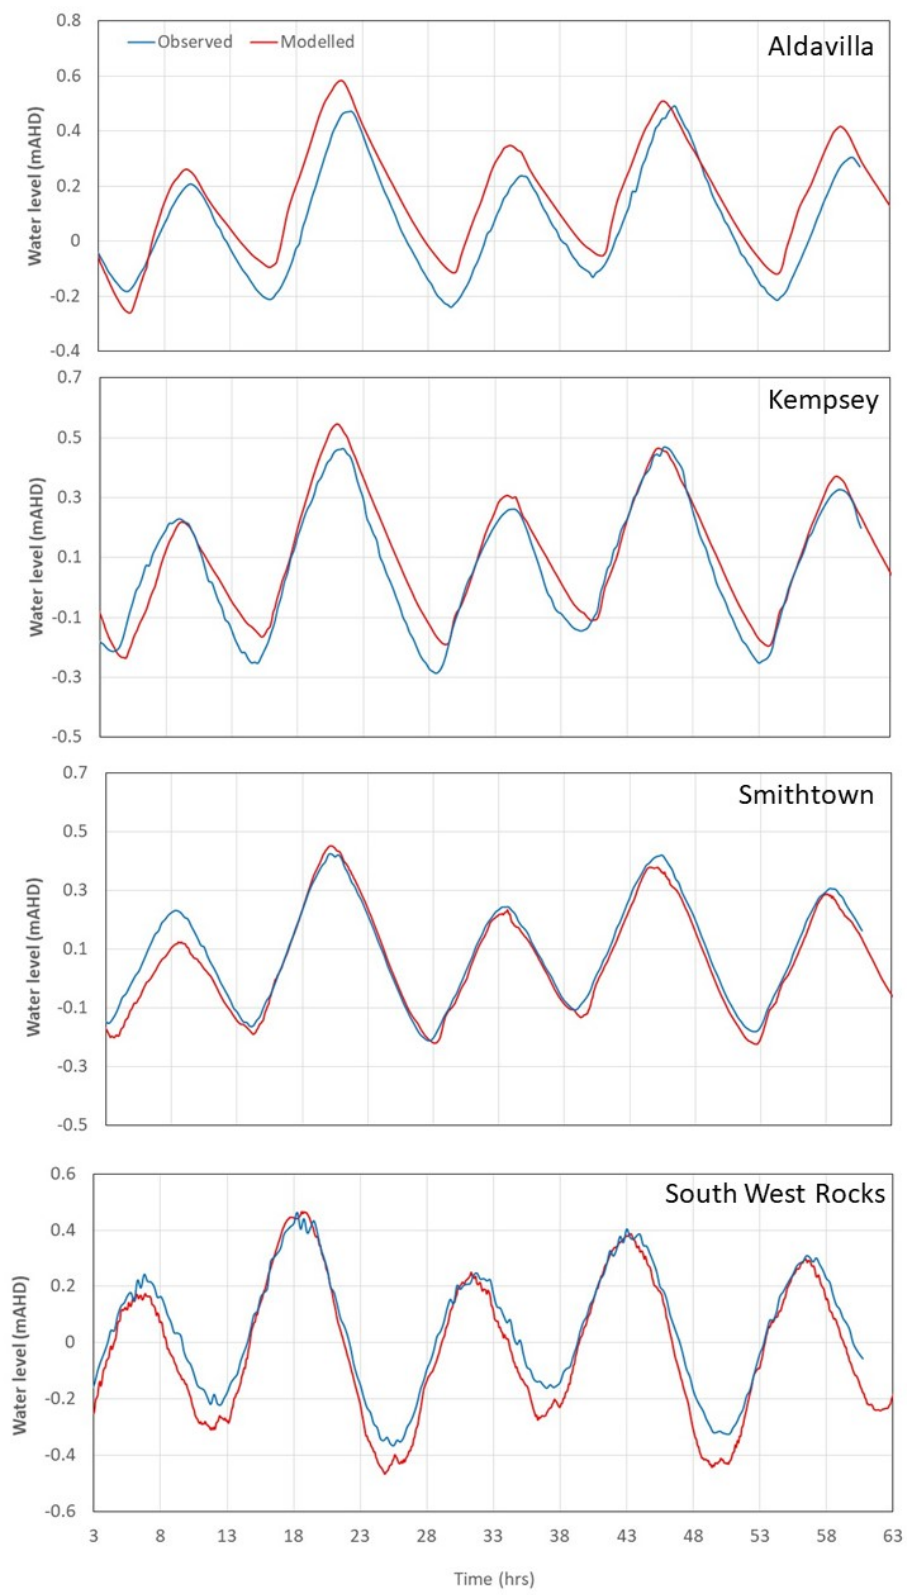 0.8
Observed Modelled
Aldavilla
0.6
0.4
0.2
0
-0.2
-0.4
Water level (mAHD)
0.7
Kempsey
0.5
0.3
0.1
-0.1
-0.3
-0.5
Water level (mAHD)
0.7
Smithtown
0.5
0.3
0.1
-0.1
-0.3
-0.5
Water level (mAHD)
0.6
South West Rocks
0.4
0.2
0
-0.2
-0.4
-0.6
Water level (mAHD)
3 8 13 18 23 28 33 38 43 48 53 58 63
Time (hrs)